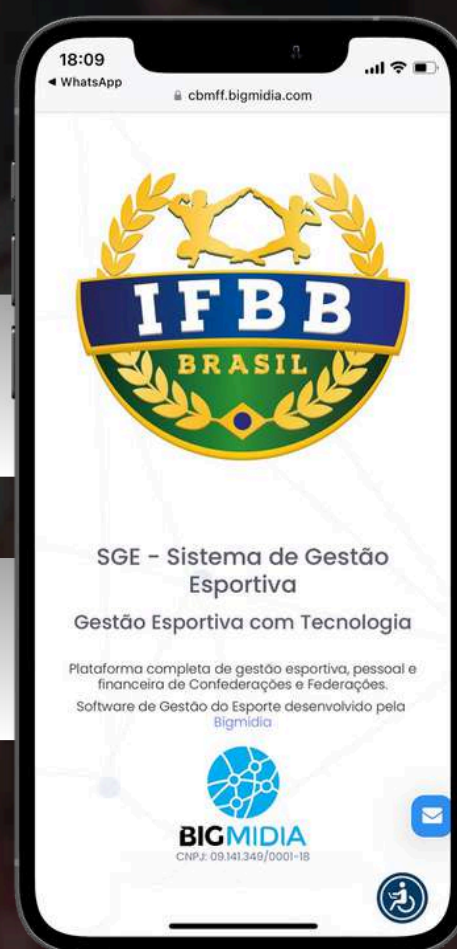 18:09
◀ WhatsApp
cbmff.bigmidia.com
IFBB
BRASIL
SGE - Sistema de Gestão
Esportiva
Gestão Esportiva com Tecnologia
Plataforma completa de gestão esportiva, pessoal e
financeira de Confederações e Federações.
Software de Gestão do Esporte desenvolvido pela
Bigmidia
BIGMIDIA
CNPJ: 09.141.349/0001-18